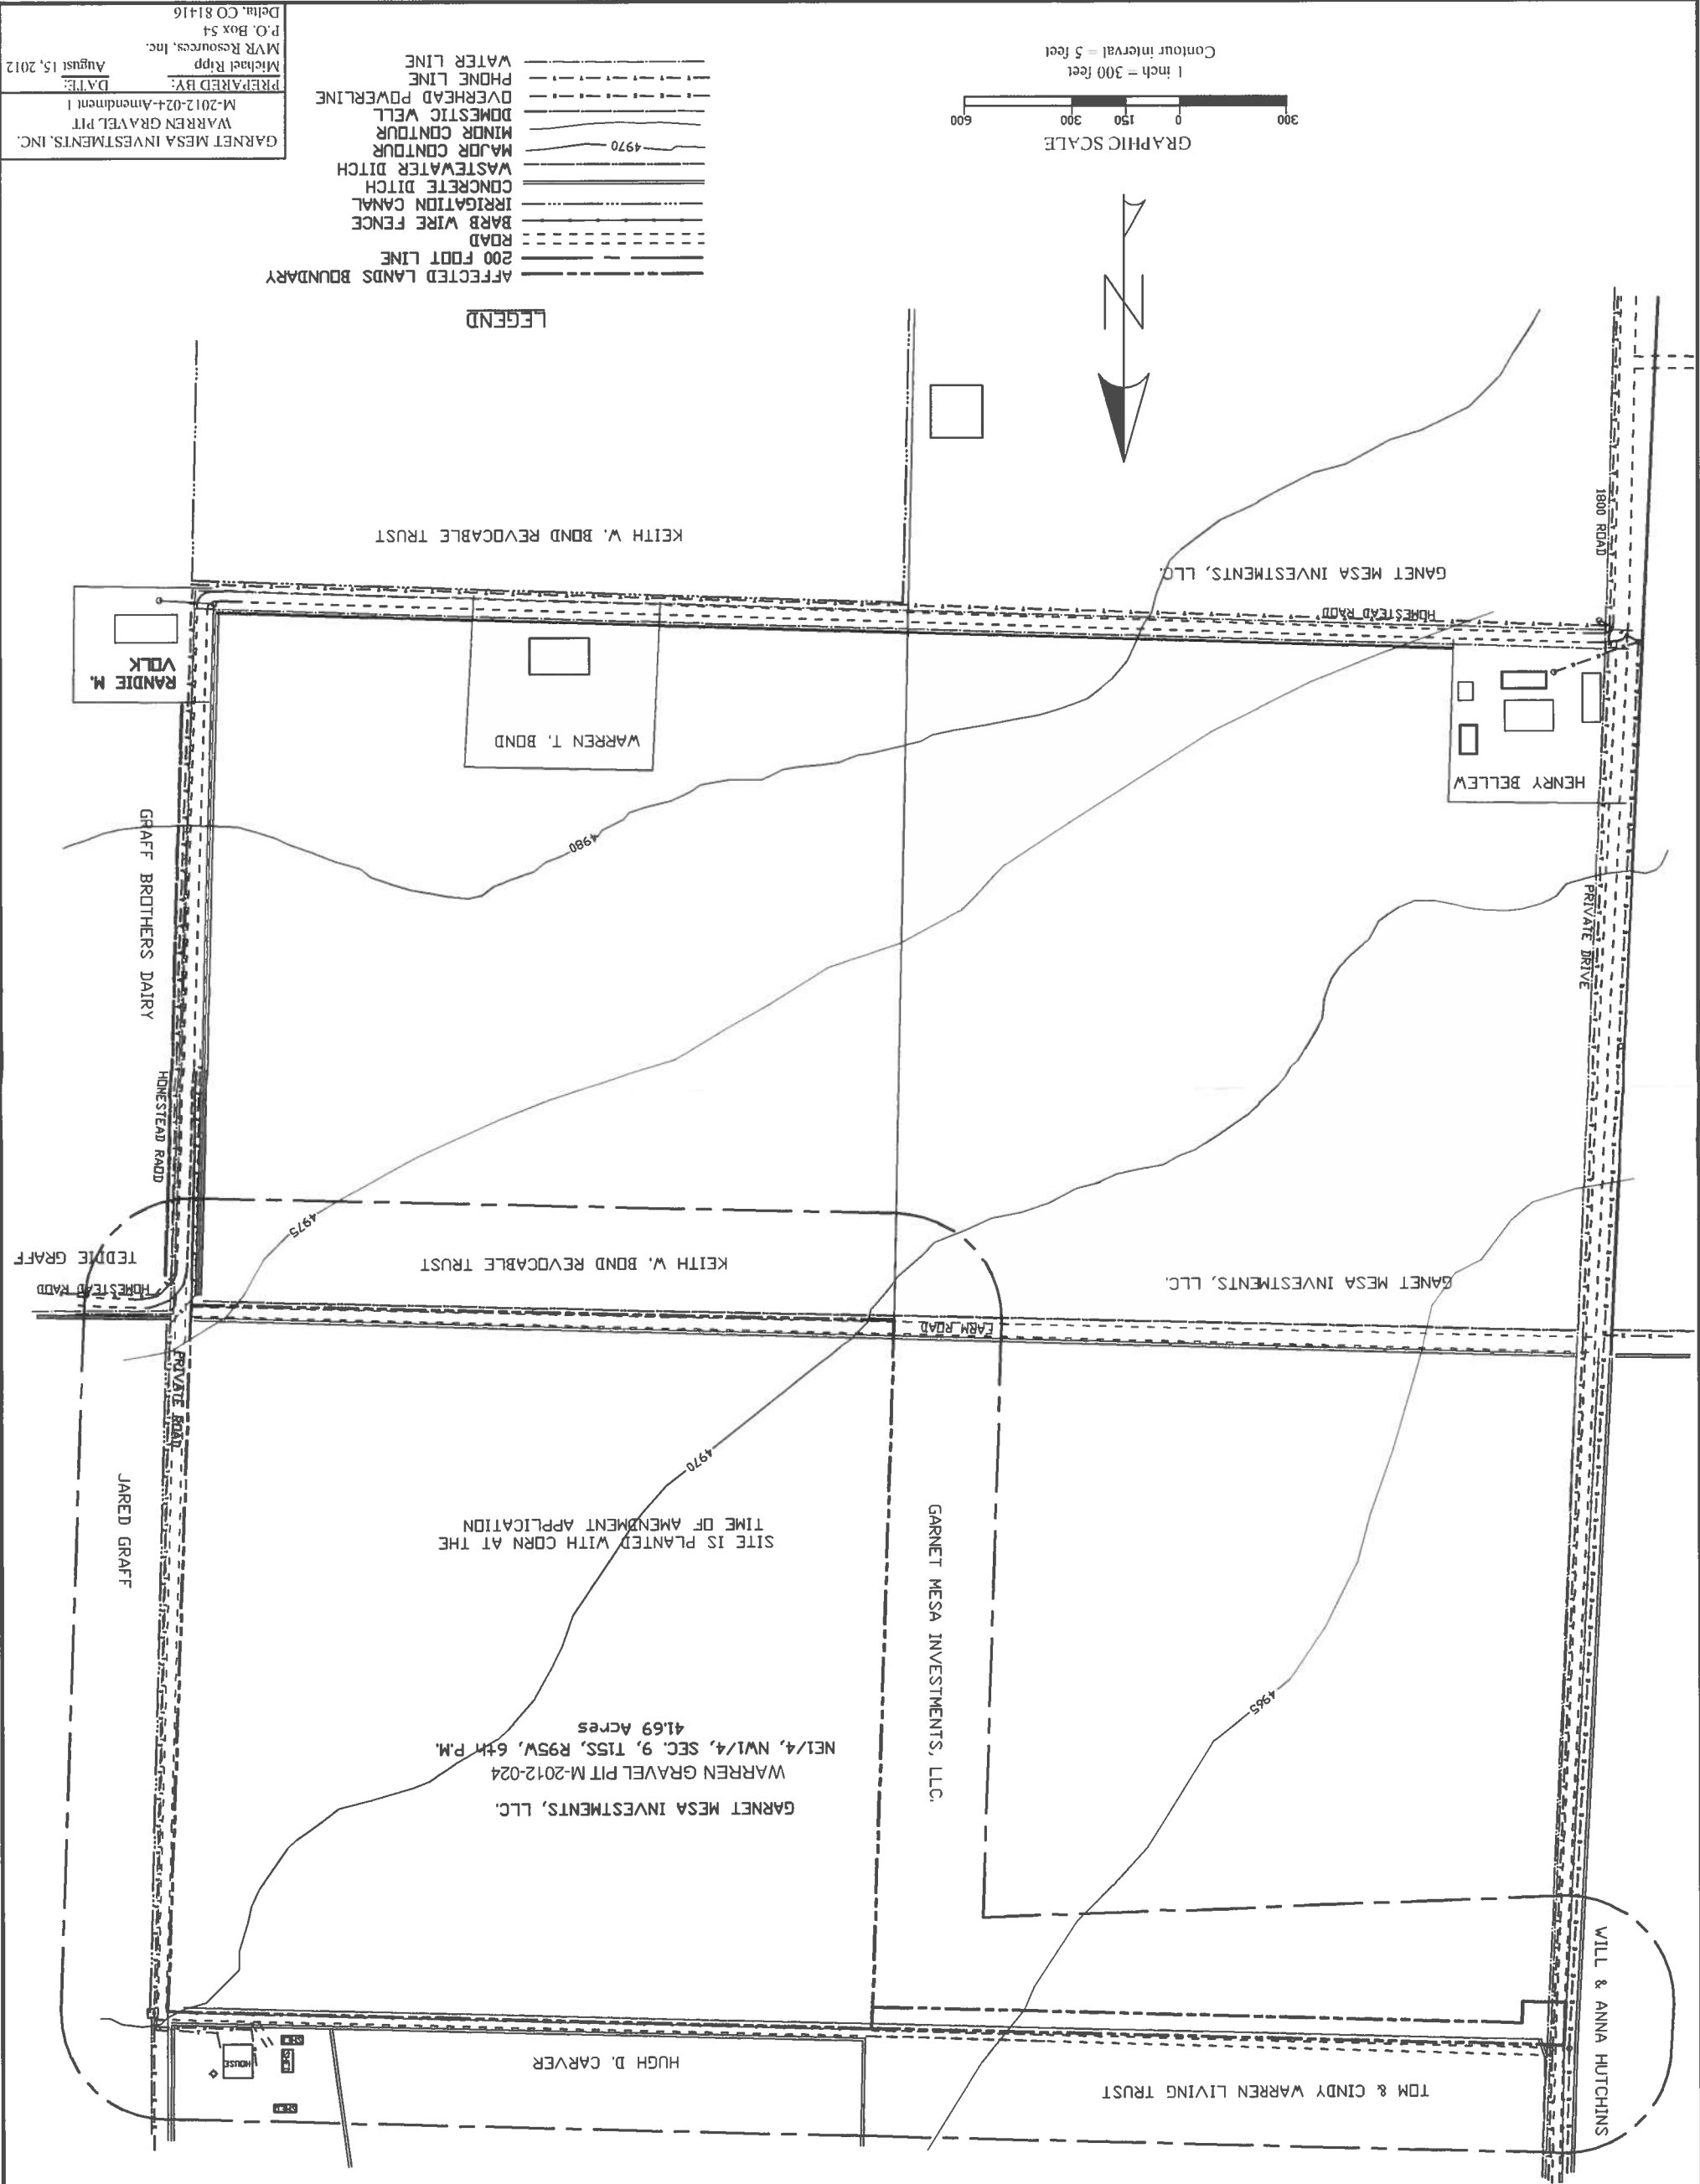 TOM & CINDY WARREN LIVING TRUST
HUGH D. CARVER
HOUSE
SHED
SHED
SHED
WILL & ANNA HUTCHINS
GARNET MESA INVESTMENTS, LLC.
WARREN GRAVEL PIT M-2012-024
NE1/4, NW1/4, SEC. 9, T15S, R95W, 6th P.M.
41.69 Acres
4965
GARNET MESA INVESTMENTS, LLC.
SITE IS PLANTED WITH CORN AT THE
TIME OF AMENDMENT APPLICATION
JARED GRAFF
4970
PRIVATE ROAD
FARM ROAD
HOMESTEAD ROAD
TEDDIE GRAFF
GANET MESA INVESTMENTS, LLC.
KEITH W. BOND REVOCABLE TRUST
4975
HOMESTEAD ROAD
GRAFF BROTHERS DAIRY
PRIVATE DRIVE
4980
HENRY BELLEW
WARREN T. BOND
RANDIE M.
VOLK
HOMESTEAD ROAD
GANET MESA INVESTMENTS, LLC.
KEITH W. BOND REVOCABLE TRUST
1800 ROAD
N
LEGEND
AFFECTED LANDS BOUNDARY
200 FOOT LINE
ROAD
BARB WIRE FENCE
IRRIGATION CANAL
CONCRETE DITCH
WASTEWATER DITCH
MAJOR CONTOUR
4970
MINOR CONTOUR
DOMESTIC WELL
OVERHEAD POWERLINE
PHONE LINE
WATER LINE
GRAPHIC SCALE
300 0 150 300 600
1 inch = 300 feet
Contour interval = 5 feet
GARNET MESA INVESTMENTS, INC.
WARREN GRAVEL PIT
M-2012-024-Amendment 1
PREPARED BY: DATE:
Michael Ripp August 15, 2012
MVR Resources, Inc.
P.O. Box 54
Delta, CO 81416